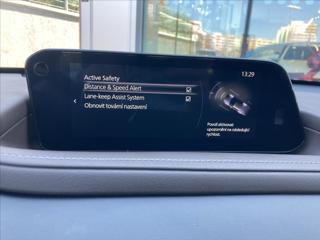 Active Safety
13:29
Distance & Speed Alert
Lane-keep Assist System
Obnovit tovární nastavení
Povolí aktivovat
upozornění na následující
rychlost.